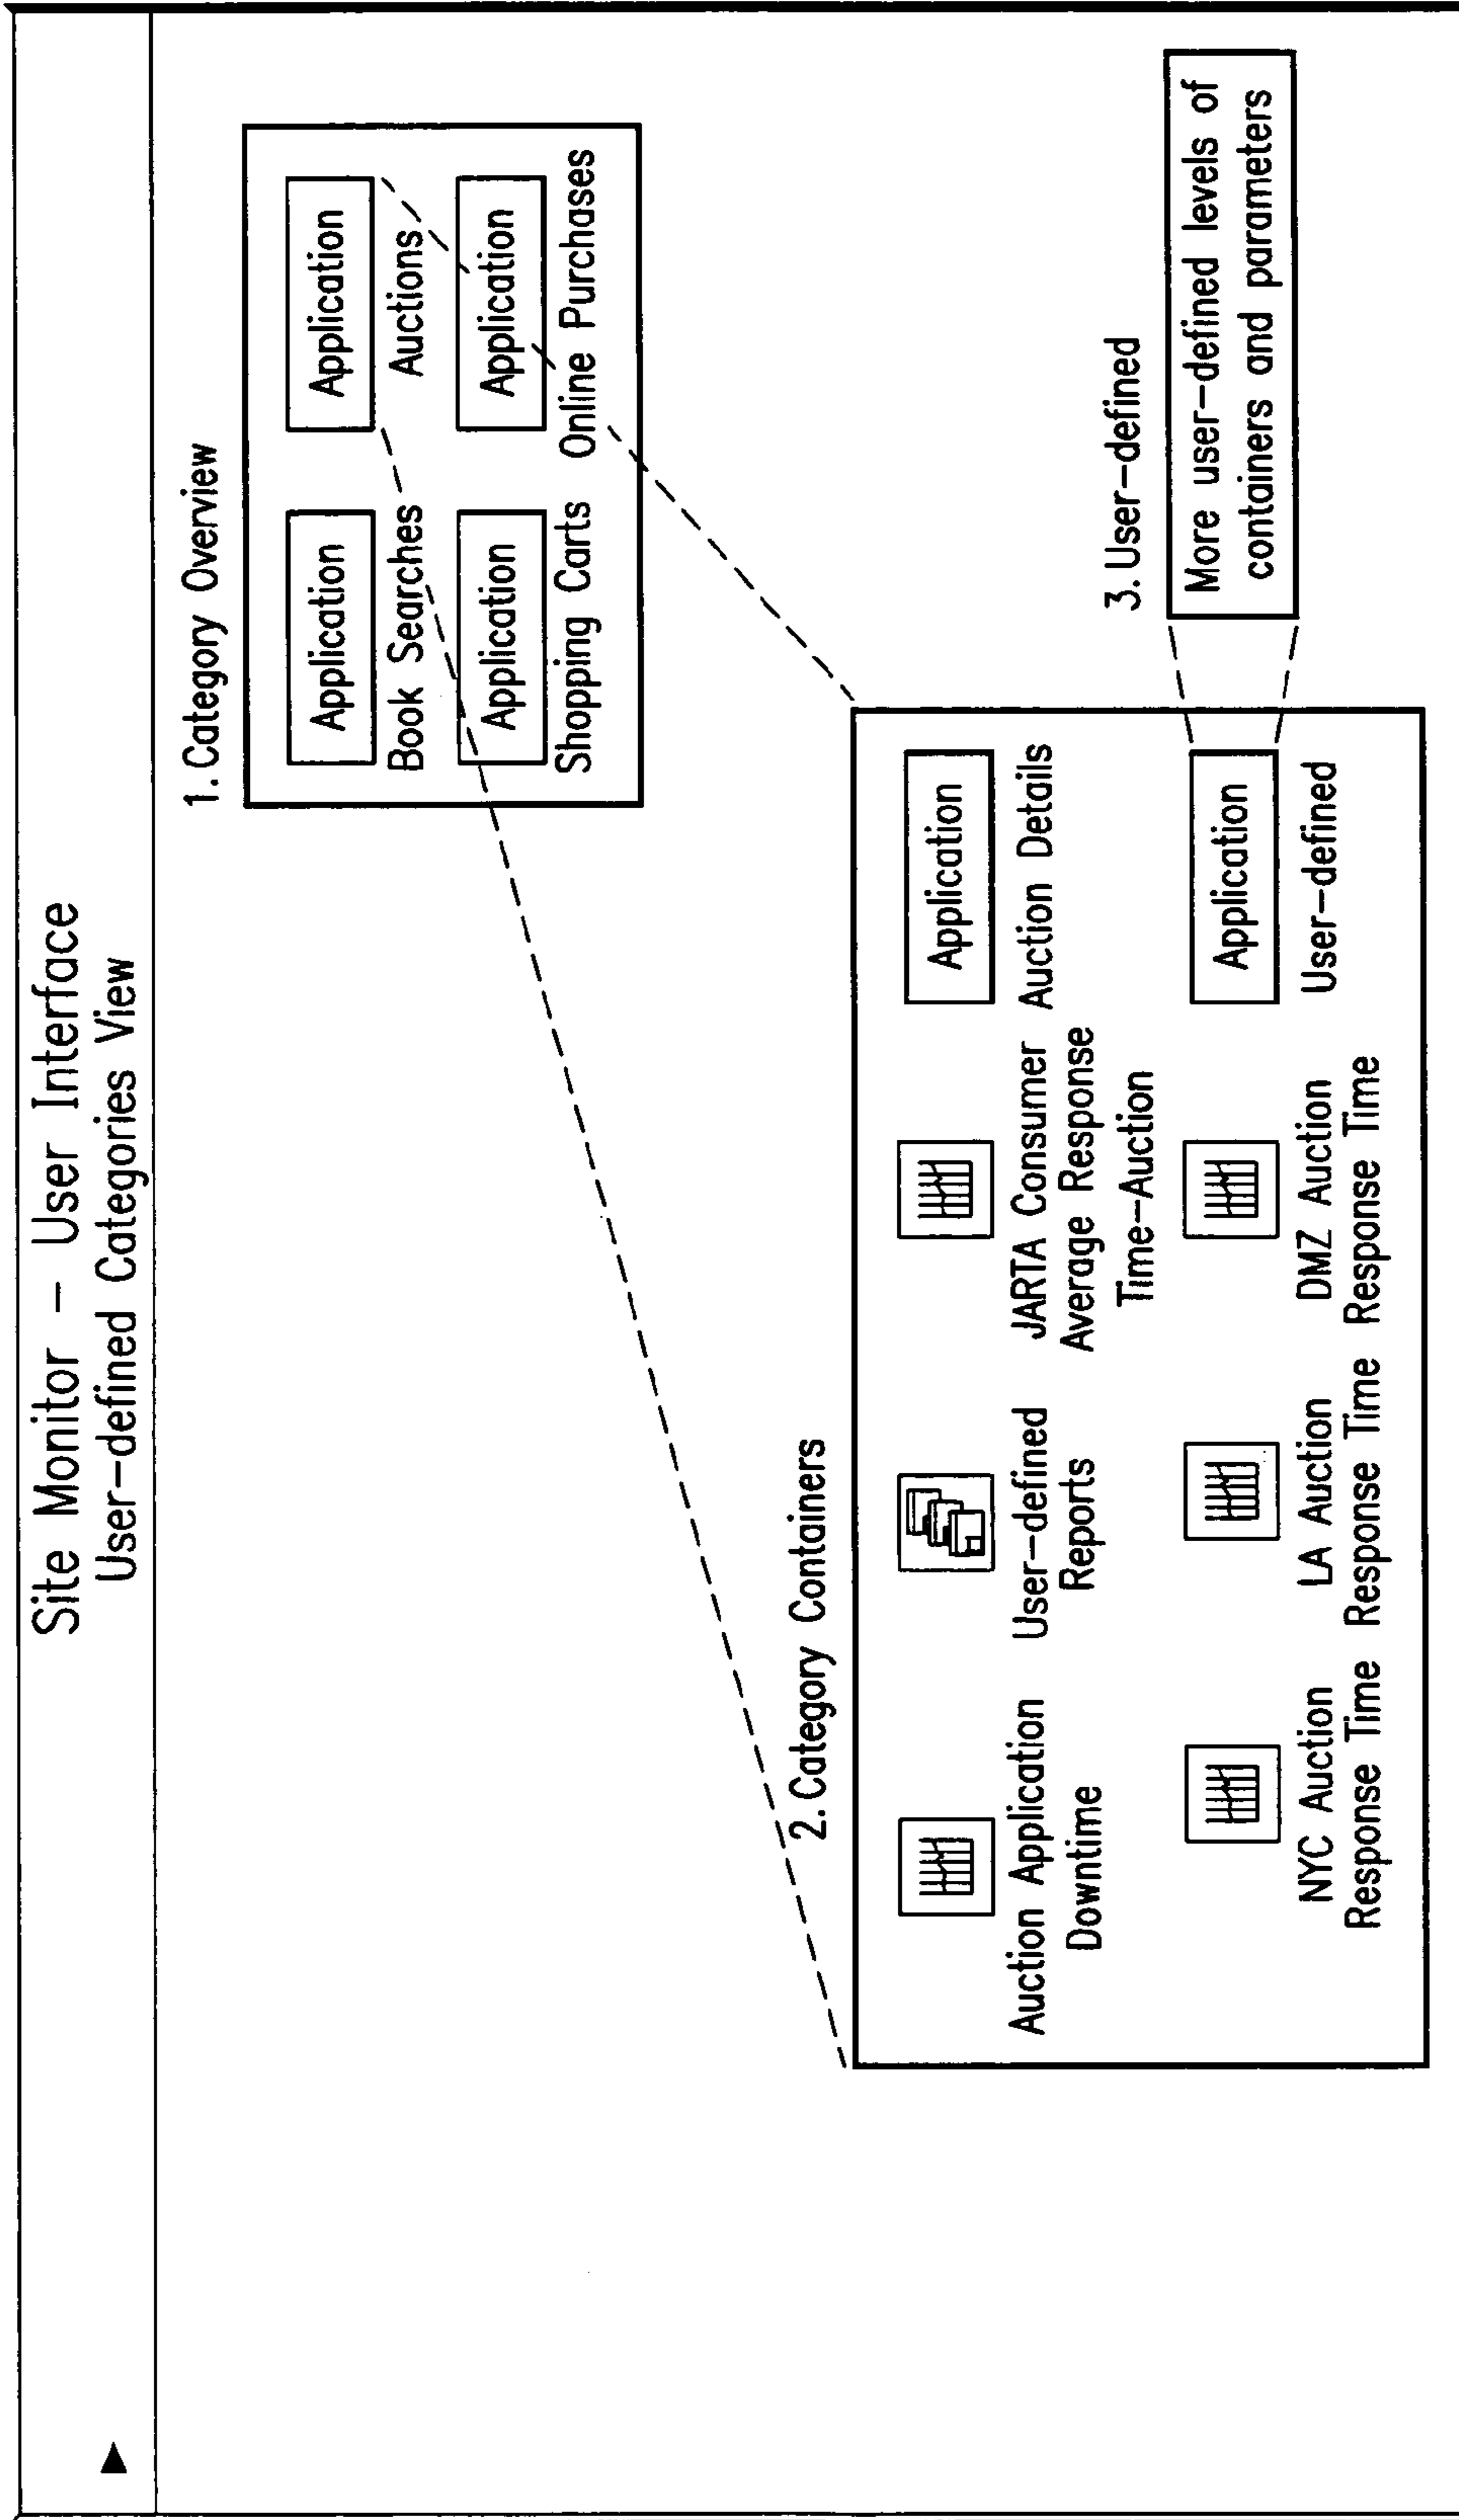 Site Monitor – User Interface
User–defined Categories View
1. Category Overview
Application
Application
Book Searches
Auctions
Application
Application
Shopping Carts
Online Purchases
2. Category Containers
Application
Auction Application
Downtime
User–defined
Reports
JARTA Consumer
Average Response
Time–Auction
Auction Details
Application
NYC Auction
Response Time
LA Auction
Response Time
DMZ Auction
Response Time
User–defined
3. User–defined
More user–defined levels of
containers and parameters